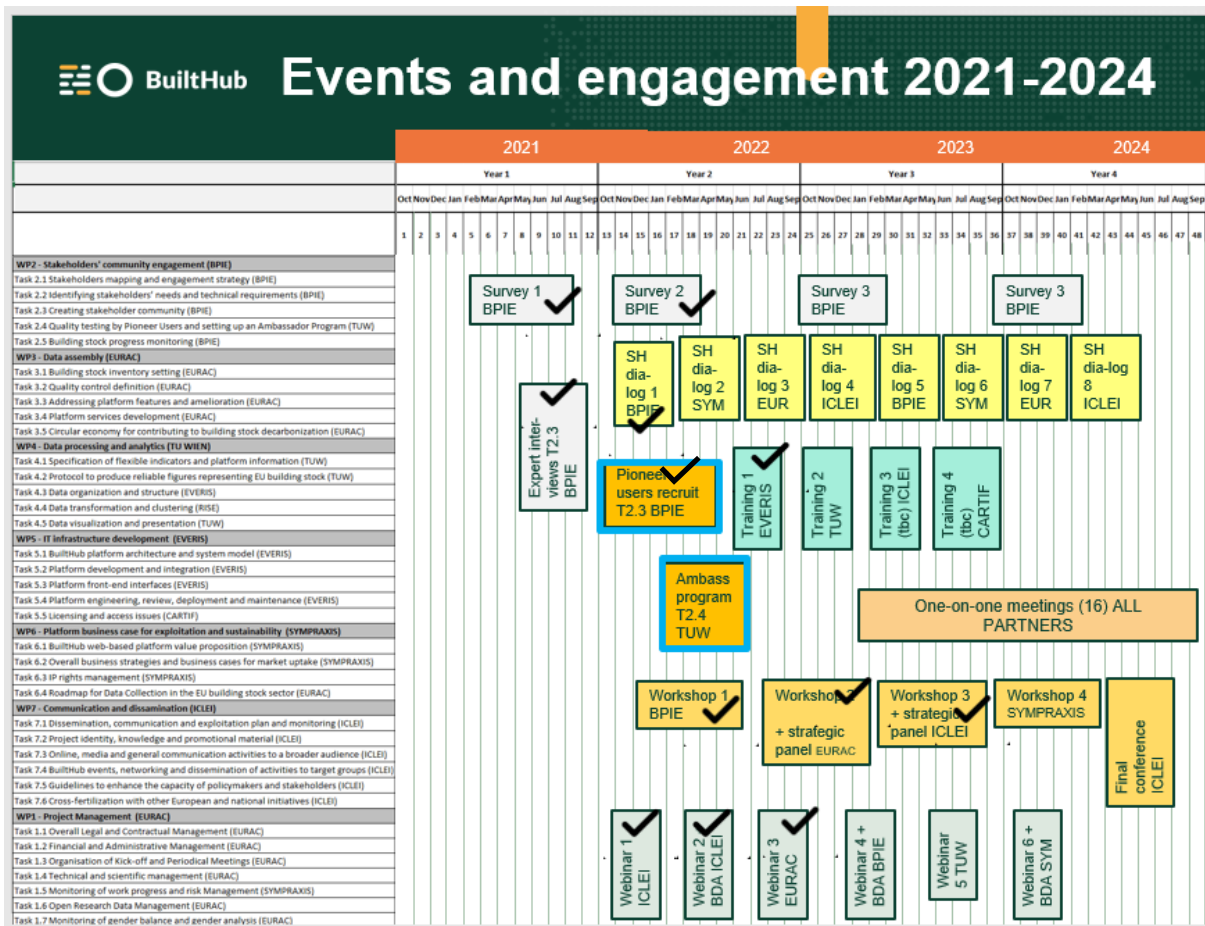 BuiltHub
Events and engagement 2021-2024
2021 2022 2023 2024
Year 1 Year 2 Year 3 Year 4
Oct Nov Dec Jan Feb Mar Apr May Jun Jul Aug Sep Oct Nov Dec Jan Feb Mar Apr May Jun Jul Aug Sep Oct Nov Dec Jan Feb Mar Apr May Jun Jul Aug Sep Oct Nov Dec Jan Feb Mar Apr May Jun Jul Aug Sep
1 2 3 4 5 6 7 8 9 10 11 12 13 14 15 16 17 18 19 20 21 22 23 24 25 26 27 28 29 30 31 32 33 34 35 36 37 38 39 40 41 42 43 44 45 46 47 48
WP2 - Stakeholders' community engagement (BPIE)
Task 2.1 Stakeholders mapping and engagement strategy (BPIE)
Task 2.2 Identifying stakeholders' needs and technical requirements (BPIE)
Task 2.3 Creating stakeholder community (BPIE)
Task 2.4 Quality testing by Pioneer Users and setting up an Ambassador Program (TUW)
Task 2.5 Building stock progress monitoring (BPIE)
WP3 - Data assembly (EURAC)
Task 3.1 Building stock inventory setting (EURAC)
Task 3.2 Quality control definition (EURAC)
Task 3.3 Addressing platform features and amelioration (EURAC)
Task 3.4 Platform services development (EURAC)
Task 3.5 Circular economy for contributing to building stock decarbonization (EURAC)
WP4 - Data processing and analytics (TU WIEN)
Task 4.1 Specification of flexible indicators and platform information (TUW)
Task 4.2 Protocol to produce reliable figures representing EU building stock (TUW)
Task 4.3 Data organization and structure (EVERIS)
Task 4.4 Data transformation and clustering (RISE)
Task 4.5 Data visualization and presentation (TUW)
WP5 - IT infrastructure development (EVERIS)
Task 5.1 BuiltHub platform architecture and system model (EVERIS)
Task 5.2 Platform development and integration (EVERIS)
Task 5.3 Platform front-end interfaces (EVERIS)
Task 5.4 Platform engineering, review, deployment and maintenance (EVERIS)
Task 5.5 Licensing and access issues (CARTIF)
WP6 - Platform business case for exploitation and sustainability (SYMPRAXIS)
Task 6.1 BuiltHub web-based platform value proposition (SYMPRAXIS)
Task 6.2 Overall business strategies and business cases for market uptake (SYMPRAXIS)
Task 6.3 IP rights management (SYMPRAXIS)
Task 6.4 Roadmap for Data Collection in the EU building stock sector (EURAC)
WP7 - Communication and dissamination (ICLEI)
Task 7.1 Dissemination, communication and exploitation plan and monitoring (ICLEI)
Task 7.2 Project identity, knowledge and promotional material (ICLEI)
Task 7.3 Online, media and general communication activities to a broader audience (ICLEI)
Task 7.4 BuiltHub events, networking and dissemination of activities to target groups (ICLEI)
Task 7.5 Guidelines to enhance the capacity of policymakers and stakeholders (ICLEI)
Task 7.6 Cross-fertilization with other European and national initiatives (ICLEI)
WP1 - Project Management (EURAC)
Task 1.1 Overall Legal and Contractual Management (EURAC)
Task 1.2 Financial and Administrative Management (EURAC)
Task 1.3 Organisation of Kick-off and Periodical Meetings (EURAC)
Task 1.4 Technical and scientific management (EURAC)
Task 1.5 Monitoring of work progress and risk Management (SYMPRAXIS)
Task 1.6 Open Research Data Management (EURAC)
Task 1.7 Monitoring of gender balance and gender analysis (EURAC)
Survey 1
BPIE
Survey 2
BPIE
Survey 3
BPIE
Survey 3
BPIE
SH
dia-
log 1
BPIE
SH
dia-
log 2
SYM
SH
dia-
log 3
EUR
SH
dia-
log 4
ICLEI
SH
dia-
log 5
BPIE
SH
dia-
log 6
SYM
SH
dia-
log 7
EUR
SH
dia-log
8
ICLEI
Expert inter-
views T2.3
BPIE
Pioneer
users recruit
T2.3 BPIE
Training 1
EVERIS
Training 2
TUW
Training 3
(tbc) ICLEI
Training 4
(tbc)
CARTIF
Ambass
program
T2.4
TUW
One-on-one meetings (16) ALL
PARTNERS
Workshop 1
BPIE
Workshop 2
+ strafegic
panel EURAC
Workshop 3
+ strategic
panel ICLEI
Workshop 4
SYMPRAXIS
Final
conference
ICLEI
Webinar 1
ICLEI
Webinar 2
BDA ICLEI
Webinar 3
EURAC
Webinar 4 +
BDA BPIE
Webinar
5 TUW
Webinar 6 +
BDA SYM